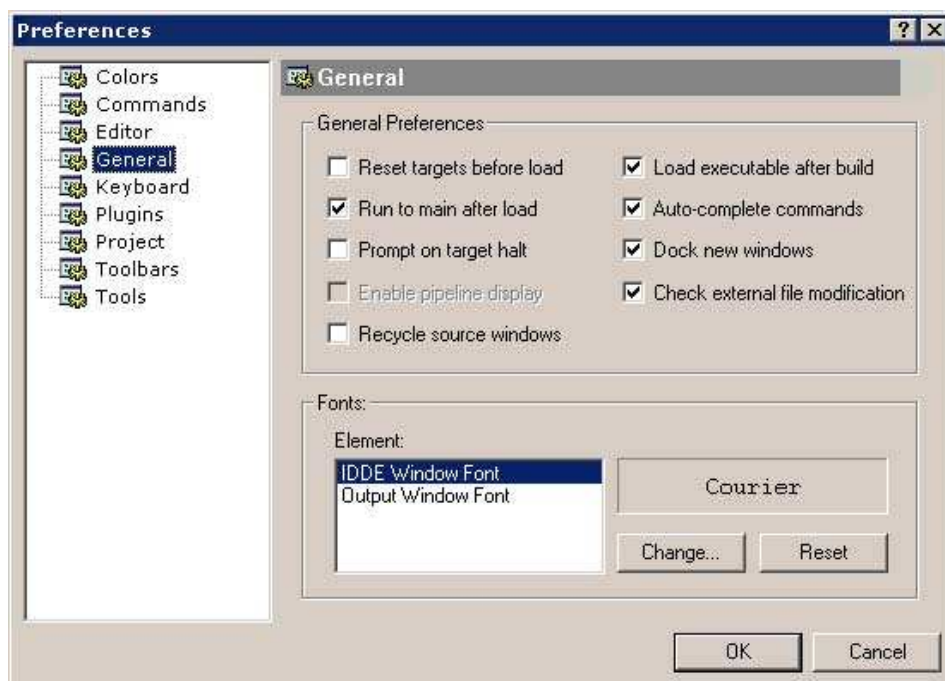 Preferences
Colors
Commands
Editor
General
Keyboard
Plugins
Project
Toolbars
Tools
General
General Preferences
Reset targets before load
Load executable after build
Run to main after load
Auto-complete commands
Prompt on target halt
Dock new windows
Enable pipeline display
Check external file modification
Recycle source windows
Fonts:
Element:
IDDE Window Font
Output Window Font
Courier
Change...
Reset
OK
Cancel